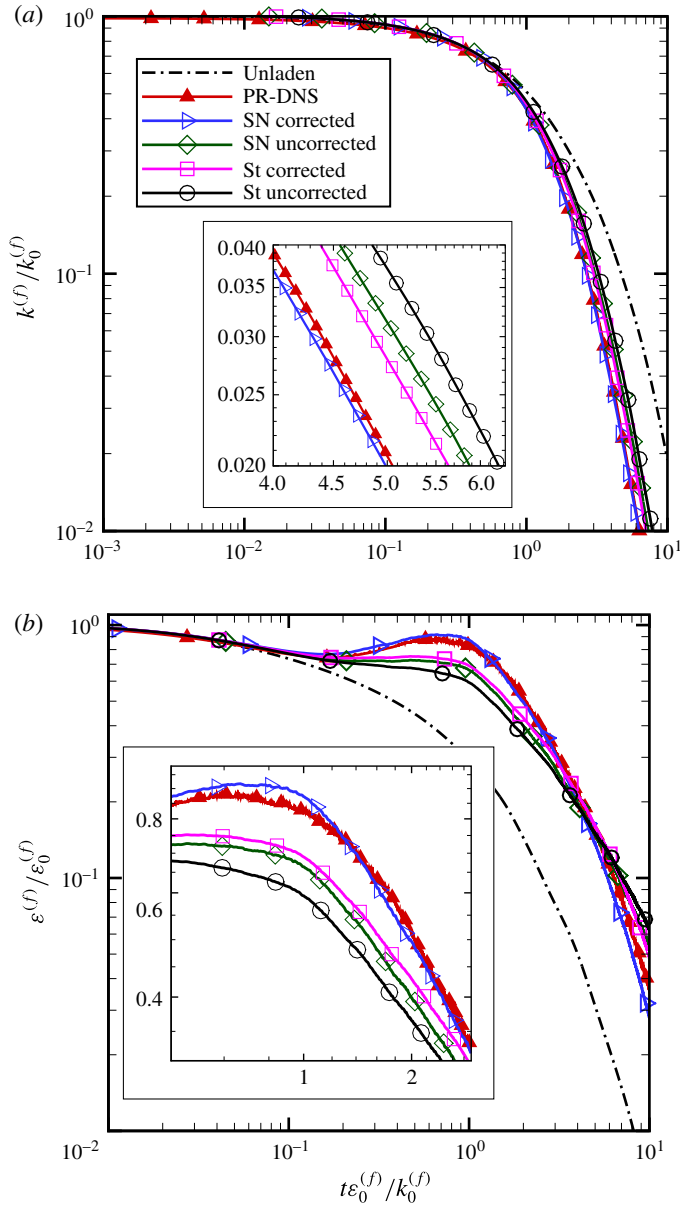 (a)
10^0
10^{-1}
10^{-2}
k^{(f)}/k_0^{(f)}
Unladen
PR-DNS
SN corrected
SN uncorrected
St corrected
St uncorrected
0.040
0.035
0.030
0.025
0.020
4.0 4.5 5.0 5.5 6.0
10^{-3} 10^{-2} 10^{-1} 10^0 10^1
(b)
10^0
10^{-1}
ε^{(f)}/ε_0^{(f)}
0.8
0.6
0.4
1 2
10^{-2} 10^{-1} 10^0 10^1
tε_0^{(f)}/k_0^{(f)}